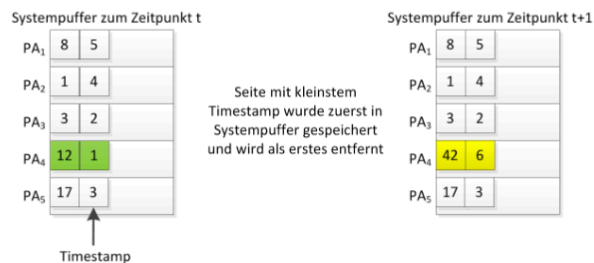 Systempuffer zum Zeitpunkt t
PA₁ 8 5
PA₂ 1 4
PA₃ 3 2
PA₄ 12 1
PA₅ 17 3
Timestamp
Seite mit kleinstem
Timestamp wurde zuerst in
Systempuffer gespeichert
und wird als erstes entfernt
Systempuffer zum Zeitpunkt t+1
PA₁ 8 5
PA₂ 1 4
PA₃ 3 2
PA₄ 42 6
PA₅ 17 3